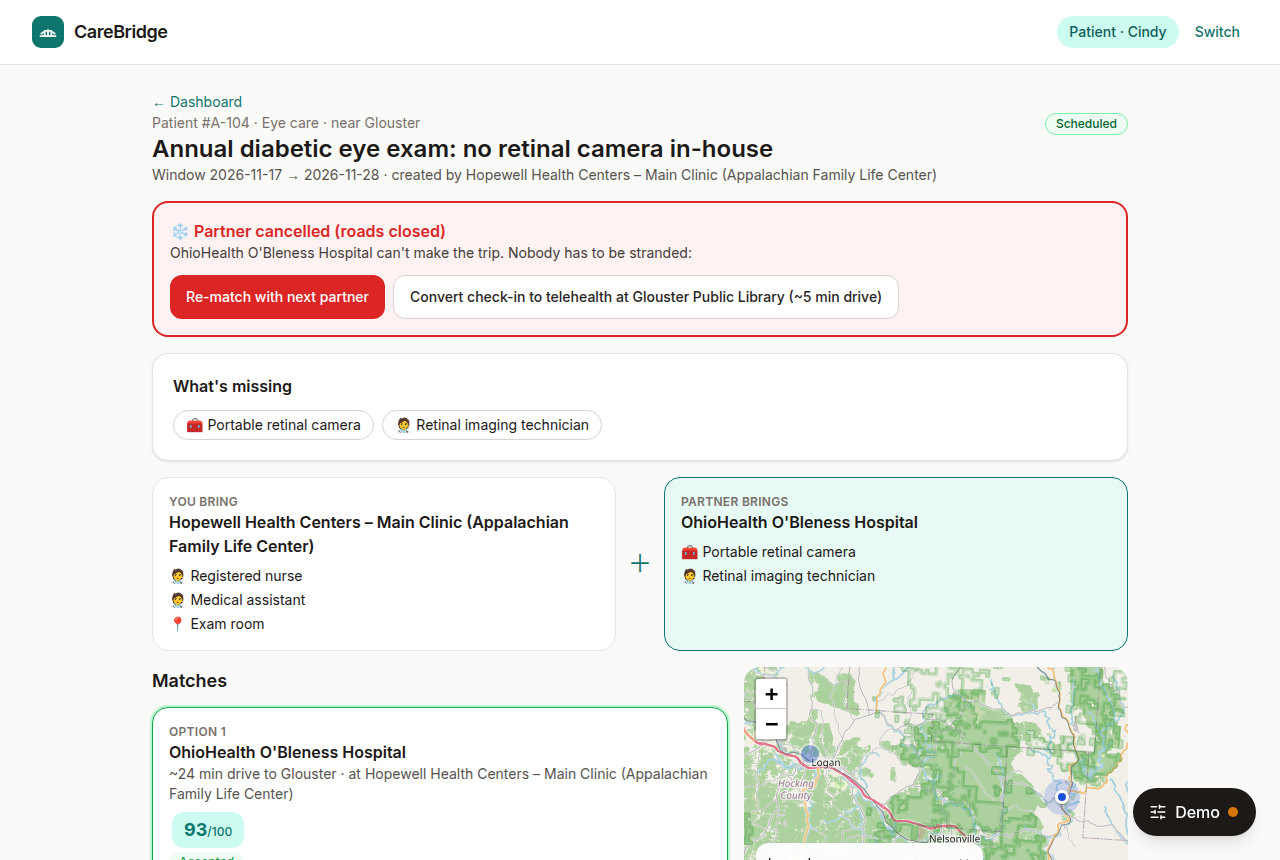 CareBridge
Patient · Cindy
Switch
← Dashboard
Patient #A-104 · Eye care · near Glouster
Scheduled
Annual diabetic eye exam: no retinal camera in-house
Window 2026-11-17 → 2026-11-28 · created by Hopewell Health Centers – Main Clinic (Appalachian Family Life Center)
❄️ Partner cancelled (roads closed)
OhioHealth O'Bleness Hospital can't make the trip. Nobody has to be stranded:
Re-match with next partner
Convert check-in to telehealth at Glouster Public Library (~5 min drive)
What's missing
🧰 Portable retinal camera
🧑‍⚕️ Retinal imaging technician
YOU BRING
Hopewell Health Centers – Main Clinic (Appalachian
Family Life Center)
🧑‍⚕️ Registered nurse
🧑‍⚕️ Medical assistant
📍 Exam room
+
PARTNER BRINGS
OhioHealth O'Bleness Hospital
🧰 Portable retinal camera
🧑‍⚕️ Retinal imaging technician
Matches
OPTION 1
OhioHealth O'Bleness Hospital
~24 min drive to Glouster · at Hopewell Health Centers – Main Clinic (Appalachian
Family Life Center)
93/100
Accepted
+
−
Logan
Hocking
County
Nelsonville
Demo